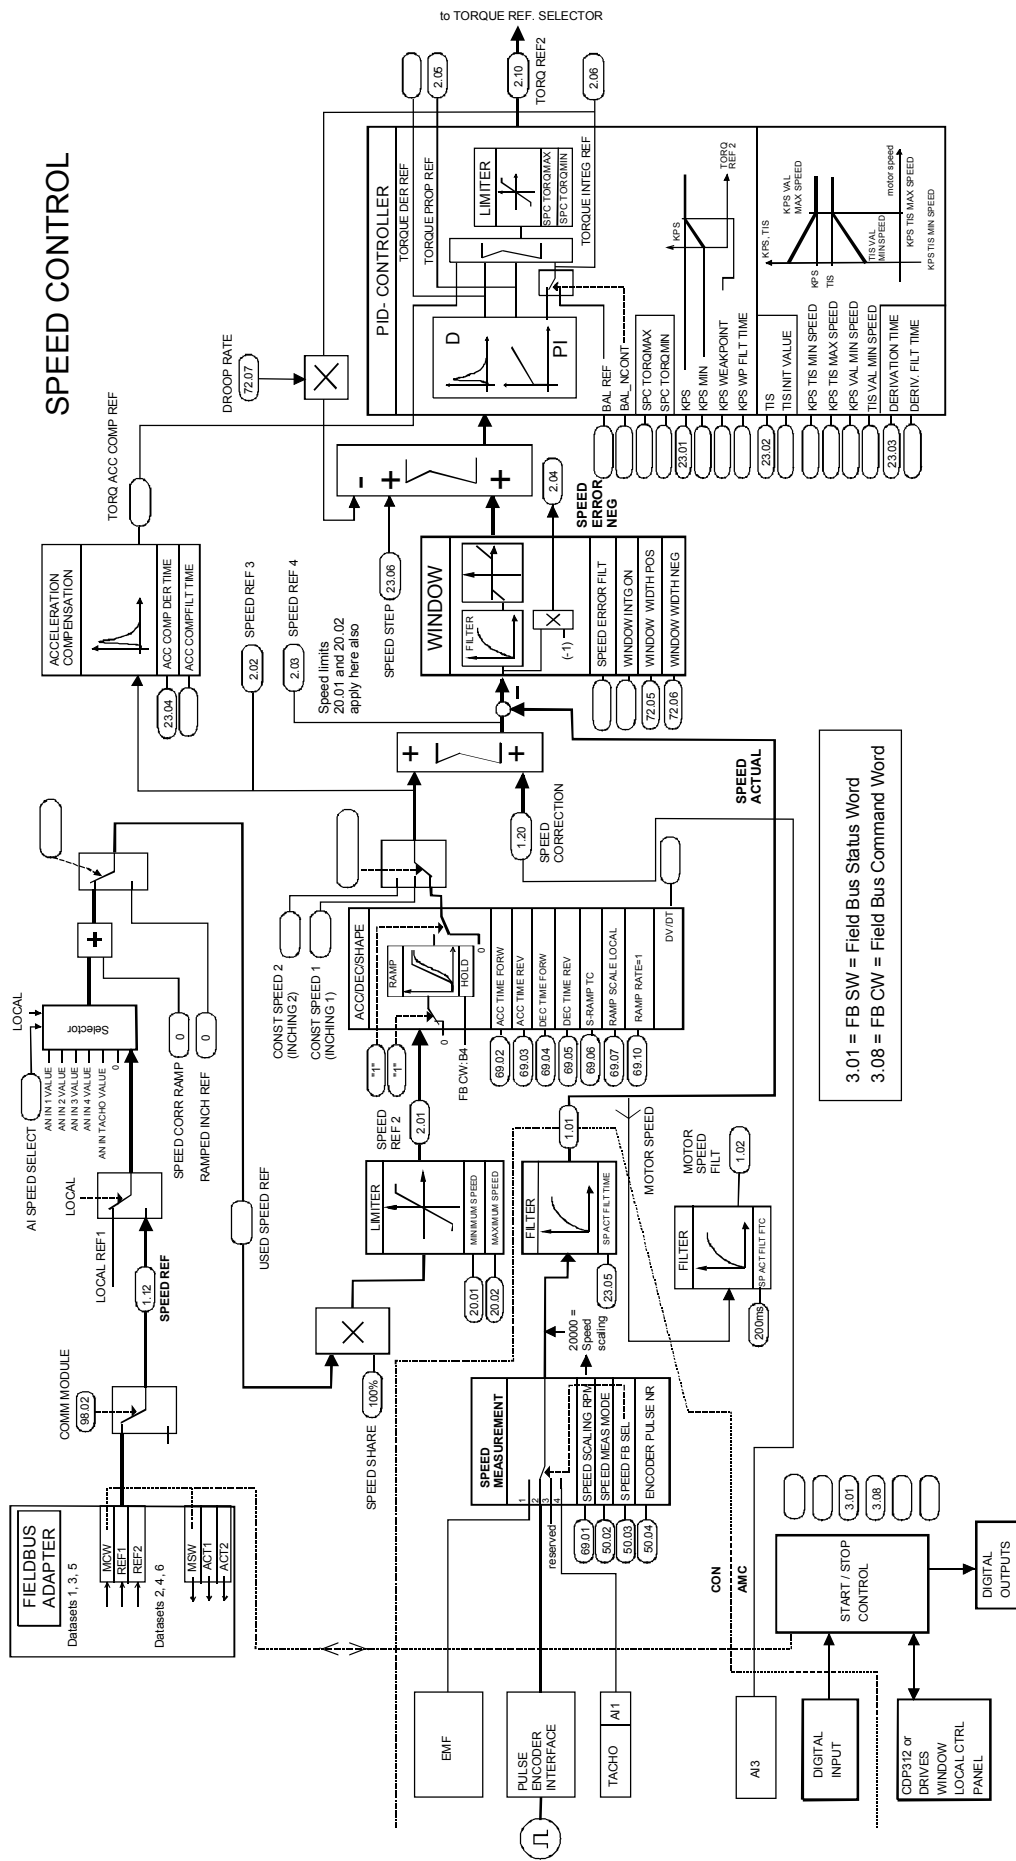 SPEED CONTROL
FIELDBUS
ADAPTER
Datasets 1, 3, 5
MCW
REF1
REF2
Datasets 2, 4, 6
MSW
ACT1
ACT2
COMM MODULE
98.02
1.12
SPEED REF
LOCAL REF1
LOCAL
AI SPEED SELECT
AN IN 1 VALUE
AN IN 2 VALUE
AN IN 3 VALUE
AN IN 4 VALUE
AN IN TACHO VALUE
0
LOCAL
Selector
SPEED CORR RAMP
0
RAMPED INCH REF
0
+
USED SPEED REF
SPEED SHARE
100%
LIMITER
MINIMUM SPEED
MAXIMUM SPEED
20.01
20.02
SPEED
REF 2
2.01
CONST SPEED 2
(INCHING 2)
CONST SPEED 1
(INCHING 1)
ACC/DEC/SHAPE
"1"
"1"
RAMP
HOLD
0
0
FB CW: B4
69.02
ACC TIME FORW
69.03
ACC TIME REV
69.04
DEC TIME FORW
69.05
DEC TIME REV
69.06
S-RAMP TC
69.07
RAMP SCALE LOCAL
69.10
RAMP RATE=1
DV/DT
ACCELERATION
COMPENSATION
23.04
ACC COMP DER TIME
ACC COMPFILT TIME
TORQ ACC COMP REF
2.02
SPEED REF 3
2.03
SPEED REF 4
Speed limits
20.01 and 20.02
apply here also
+
+
1.20
SPEED
CORRECTION
-
SPEED
ACTUAL
WINDOW
FILTER
(-1)
SPEED ERROR FILT
WINDOW INTG ON
72.05
WINDOW WIDTH POS
72.06
WINDOW WIDTH NEG
SPEED STEP
23.06
2.04
SPEED
ERROR
NEG
-
+
+
DROOP RATE
72.07
PID- CONTROLLER
D
PI
LIMITER
SPC TORQMAX
SPC TORQMIN
TORQUE DER REF
TORQUE PROP REF
2.05
TORQUE INTEG REF
2.06
2.10
TORQ REF2
to TORQUE REF. SELECTOR
BAL REF
BAL_NCONT
SPC TORQMAX
SPC TORQMIN
23.01
KPS
KPS MIN
KPS WEAKPOINT
KPS WP FILT TIME
23.02
TIS
TIS INIT VALUE
KPS TIS MIN SPEED
KPS TIS MAX SPEED
KPS VAL MIN SPEED
TIS VAL MIN SPEED
23.03
DERIVATION TIME
DERIV. FILT TIME
KPS
TORQ
REF 2
KPS, TIS
KPS VAL
MAX SPEED
KPS
TIS
TIS VAL
MIN SPEED
motor speed
KPS TIS MAX SPEED
KPS TIS MIN SPEED
EMF
PULSE
ENCODER
INTERFACE
TACHO
AI1
AI3
SPEED
MEASUREMENT
1
2
3
4
reserved
69.01
SPEED SCALING RPM
50.02
SPEED MEAS MODE
50.03
SPEED FB SEL
50.04
ENCODER PULSE NR
20000 =
Speed
scaling
FILTER
SP ACT FILT TIME
23.05
1.01
MOTOR SPEED
FILTER
SP ACT FILT FTC
200ms
MOTOR
SPEED
FILT
1.02
CON
AMC
DIGITAL
INPUT
CDP312 or
DRIVES
WINDOW
LOCAL CTRL
PANEL
START / STOP
CONTROL
3.01
3.08
DIGITAL
OUTPUTS
3.01 = FB SW = Field Bus Status Word
3.08 = FB CW = Field Bus Command Word